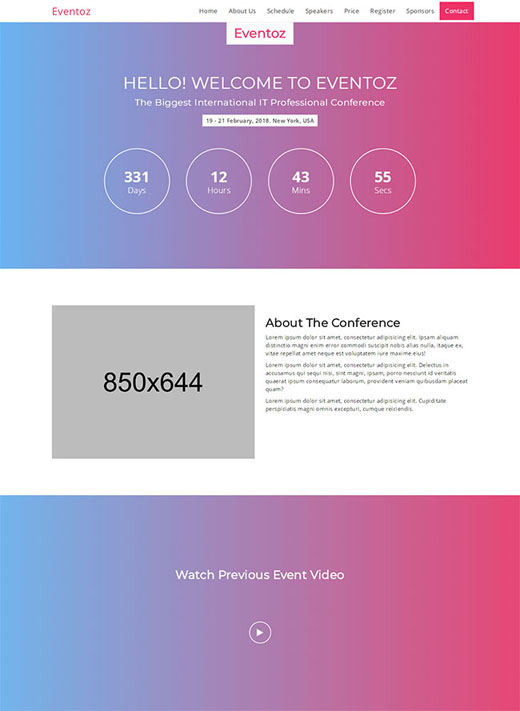 Eventoz
Home About Us Schedule Speakers Price Register Sponsors Contact
Eventoz
HELLO! WELCOME TO EVENTOZ
The Biggest International IT Professional Conference
19 - 21 February, 2018. New York, USA
331 12 43 55
Days Hours Mins Secs
850x644
About The Conference
Lorem ipsum dolor sit amet, consectetur adipisicing elit. Ipsam aliquam
distinctio magni enim error commodi suscipit nobis alias nulla, itaque ex,
vitae repellat amet neque est voluptatem iure maxime eius!
Lorem ipsum dolor sit amet, consectetur adipisicing elit. Delectus in
accusamus qui sequi nisi, sint magni, ipsam, porro nesciunt id veritatis
quaerat ipsum consequatur laborum, provident veniam quibusdam placeat
quam?
Lorem ipsum dolor sit amet, consectetur adipisicing elit. Cupiditate
perspiciatis magni omnis excepturi, cumque reiciendis.
Watch Previous Event Video